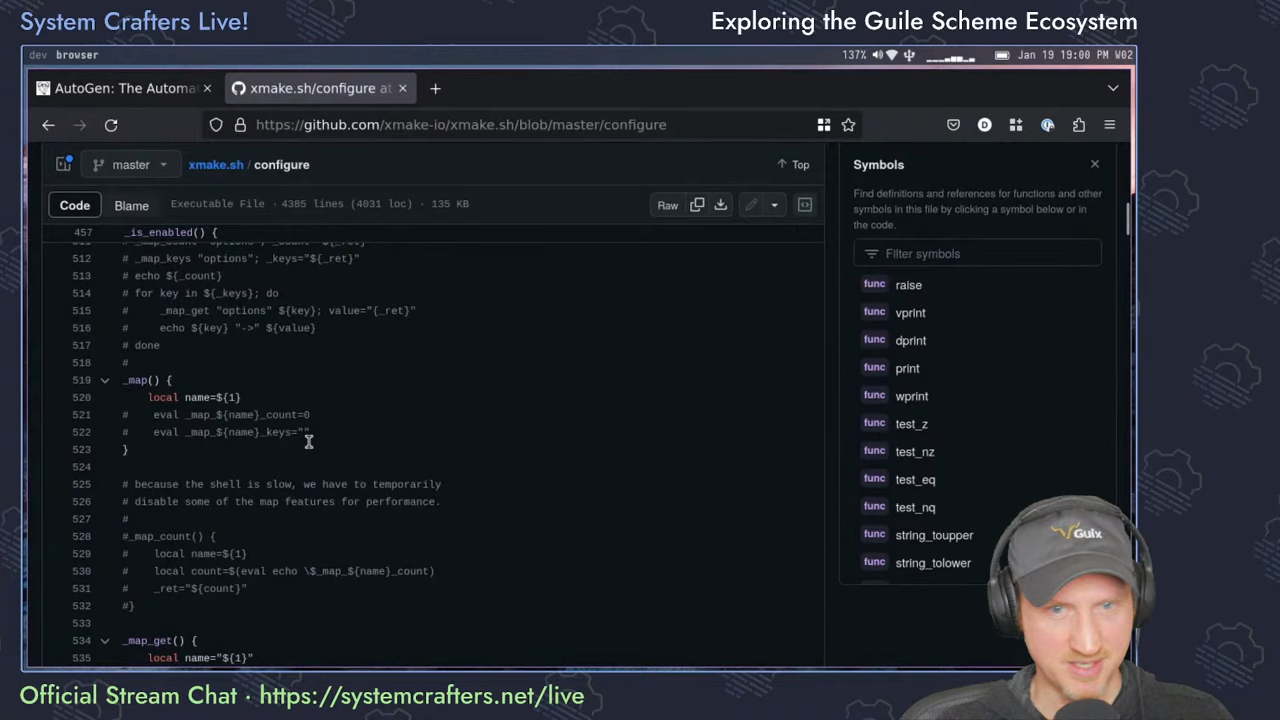 System Crafters Live!
Exploring the Guile Scheme Ecosystem
dev browser
137%
Jan 19 19:00 PM W02
AutoGen: The Automa
xmake.sh/configure at
https://github.com/xmake-io/xmake.sh/blob/master/configure
master
xmake.sh / configure
Top
Code
Blame
Executable File · 4385 lines (4031 loc) · 135 KB
Raw
457 _is_enabled() {
512 # _map_keys "options"; _keys="${_ret}"
513 # echo ${_count}
514 # for key in ${_keys}; do
515 #     _map_get "options" ${key}; value="{_ret}"
516 #     echo ${key} "->" ${value}
517 # done
518 #
519 _map() {
520     local name=${1}
521 #    eval _map_${name}_count=0
522 #    eval _map_${name}_keys=""
523 }
524
525 # because the shell is slow, we have to temporarily
526 # disable some of the map features for performance.
527 #
528 #_map_count() {
529 #    local name=${1}
530 #    local count=$(eval echo \$_map_${name}_count)
531 #    _ret="${count}"
532 #}
533
534 _map_get() {
535     local name="${1}"
Symbols
Find definitions and references for functions and other
symbols in this file by clicking a symbol below or in
the code.
Filter symbols
func raise
func vprint
func dprint
func print
func wprint
func test_z
func test_nz
func test_eq
func test_nq
func string_toupper
func string_tolower
Guix
Official Stream Chat · https://systemcrafters.net/live